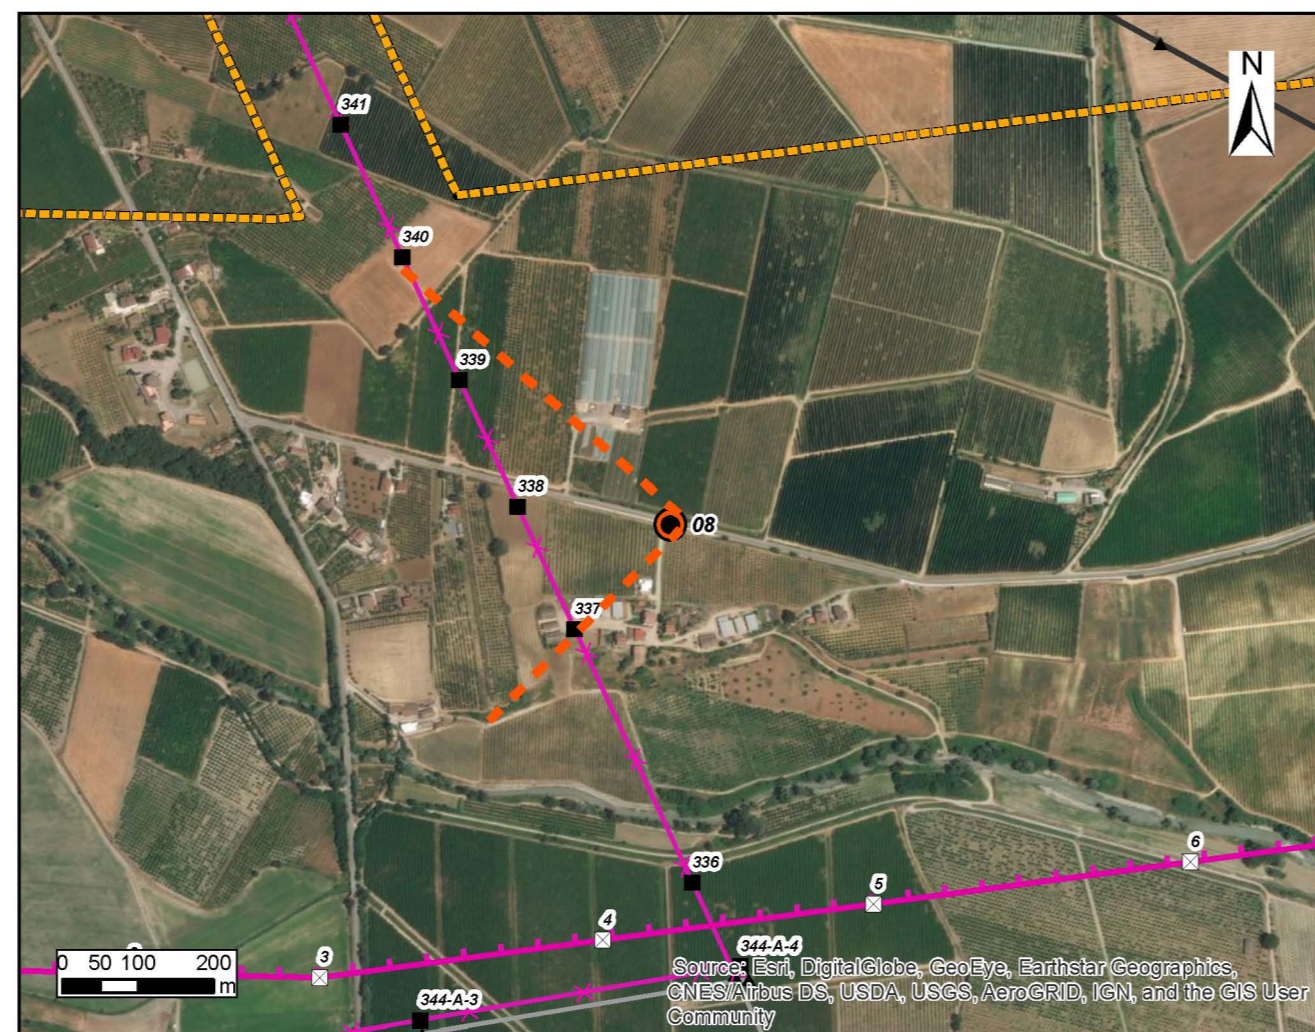 N
341
340
339
338
08
337
336
6
5
4
3
344-A-4
344-A-3
0 50 100 200
m
Source: Esri, DigitalGlobe, GeoEye, Earthstar Geographics,
CNES/Airbus DS, USDA, USGS, AeroGRID, IGN, and the GIS User
Community